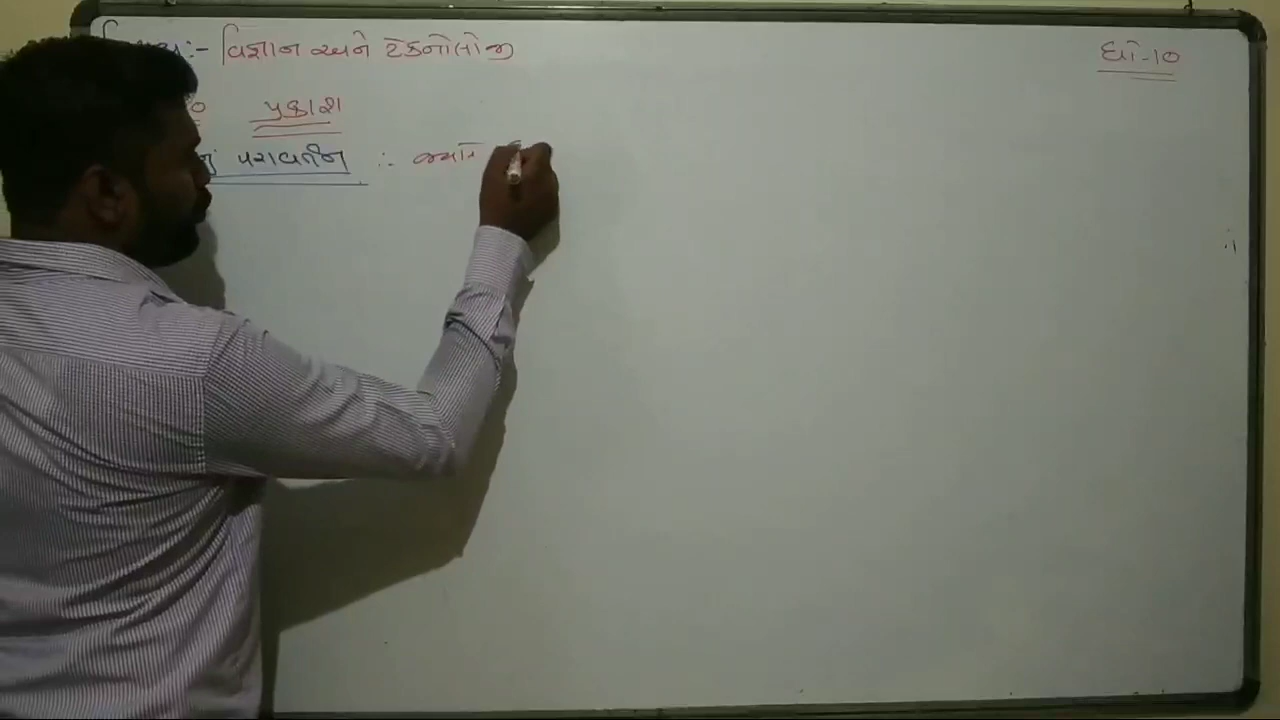 :- વિજ્ઞાન અને ટેકનોલોજી
ધો-10
પ્રકાશ
નું પરાવર્તન :-